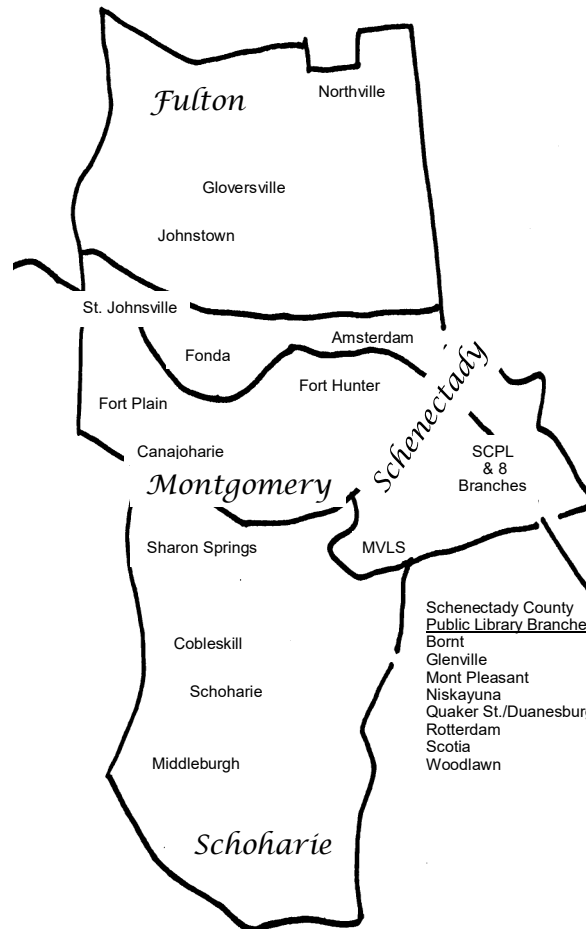 Northville
Fulton
Gloversville
Johnstown
St. Johnsville
Amsterdam
Fonda
Fort Hunter
Schenectady
Fort Plain
Canajoharie
SCPL
& 8
Branches
Montgomery
Sharon Springs
MVLS
Schenectady County
Public Library Branche
Bornt
Glenville
Mont Pleasant
Niskayuna
Quaker St./Duanesburg
Rotterdam
Scotia
Woodlawn
Cobleskill
Schoharie
Middleburgh
Schoharie